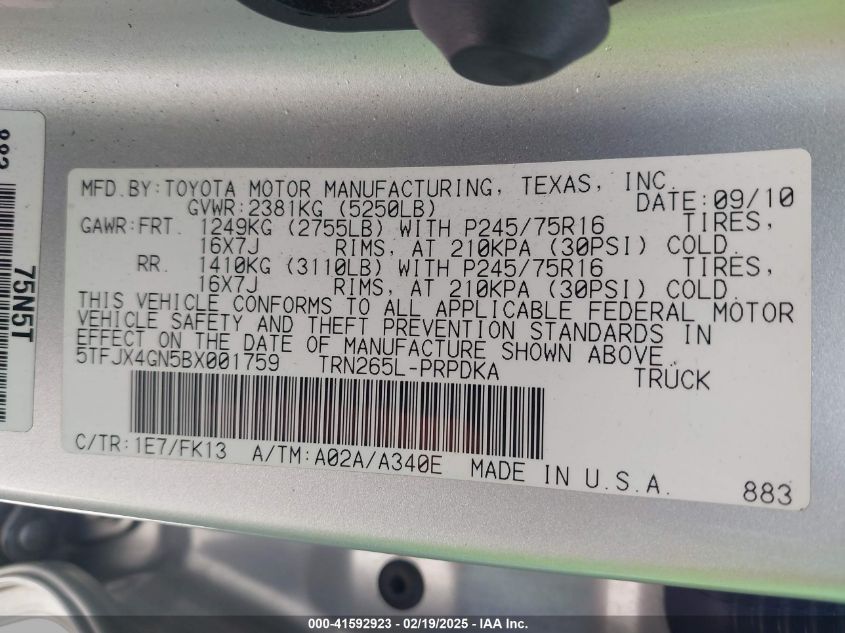 MFD.BY:TOYOTA MOTOR MANUFACTURING, TEXAS, INC.
GVWR:2381KG (5250LB) DATE:09/10
GAWR:FRT. 1249KG (2755LB) WITH P245/75R16 TIRES,
16X7J RIMS, AT 210KPA (30PSI) COLD.
RR. 1410KG (3110LB) WITH P245/75R16 TIRES,
16X7J RIMS, AT 210KPA (30PSI) COLD.
THIS VEHICLE CONFORMS TO ALL APPLICABLE FEDERAL MOTOR
VEHICLE SAFETY AND THEFT PREVENTION STANDARDS IN
EFFECT ON THE DATE OF MANUFACTURE SHOWN ABOVE.
5TFJX4GN5BX001759 TRN265L-PRPDKA TRUCK
C/TR:1E7/FK13 A/TM:A02A/A340E MADE IN U.S.A.
883
75N5T
000-41592923 - 02/19/2025 - IAA Inc.